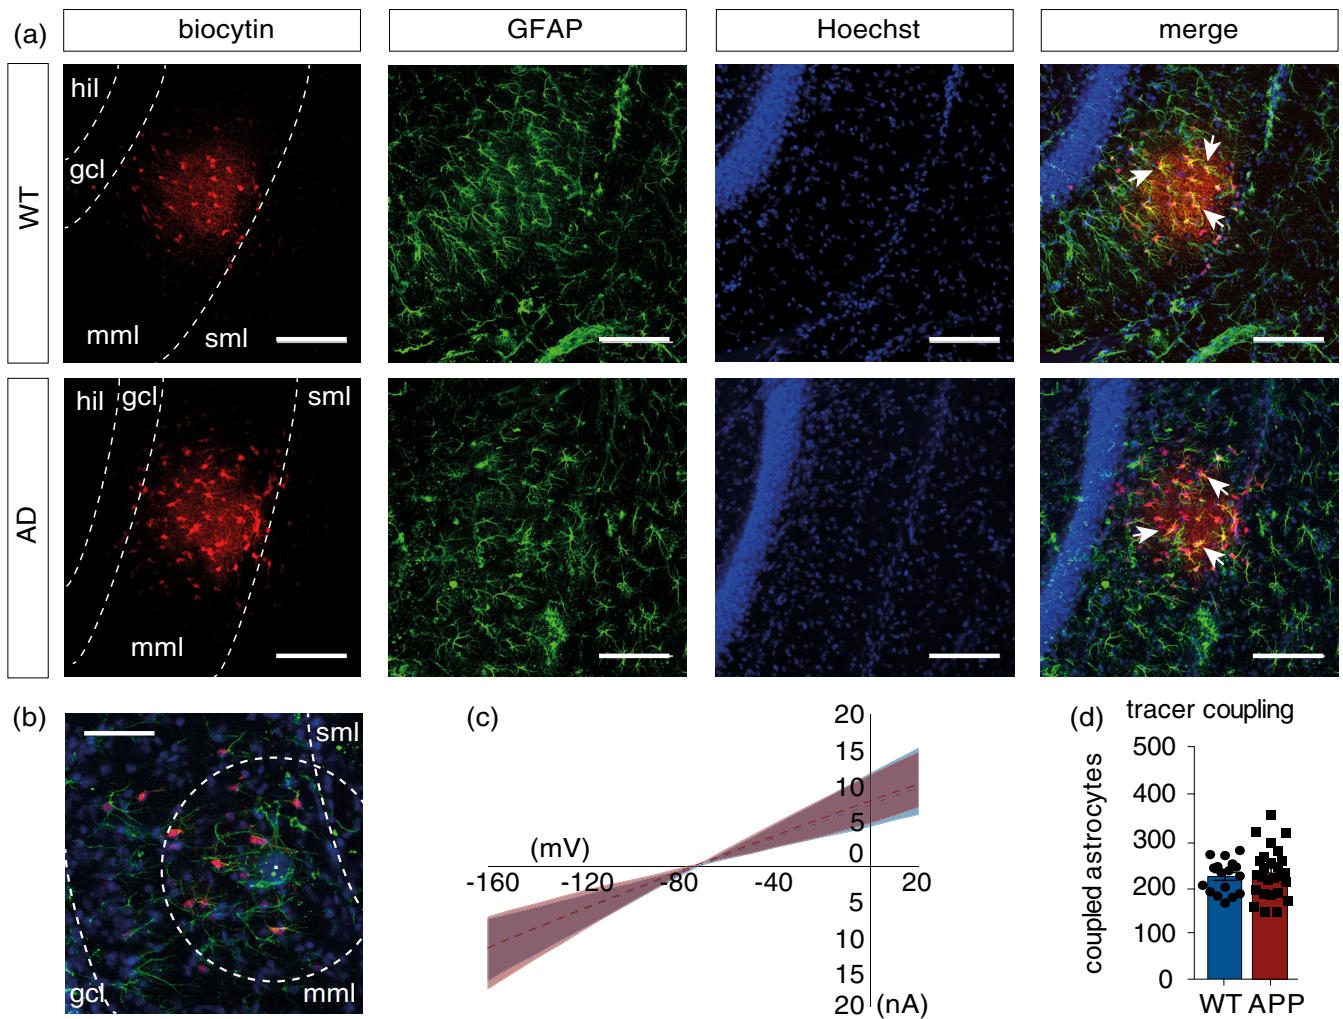 (a) biocytin GFAP Hoechst merge
WT
hil
gcl
mml
sml
AD
hil gcl sml
mml
(b)
sml
gcl
mml
(c)
20
15
10
5
0
(mV)
-160 -120 -80 -40 20
5
10
15
20 (nA)
(d) tracer coupling
coupled astrocytes
500
400
300
200
100
0
WT APP